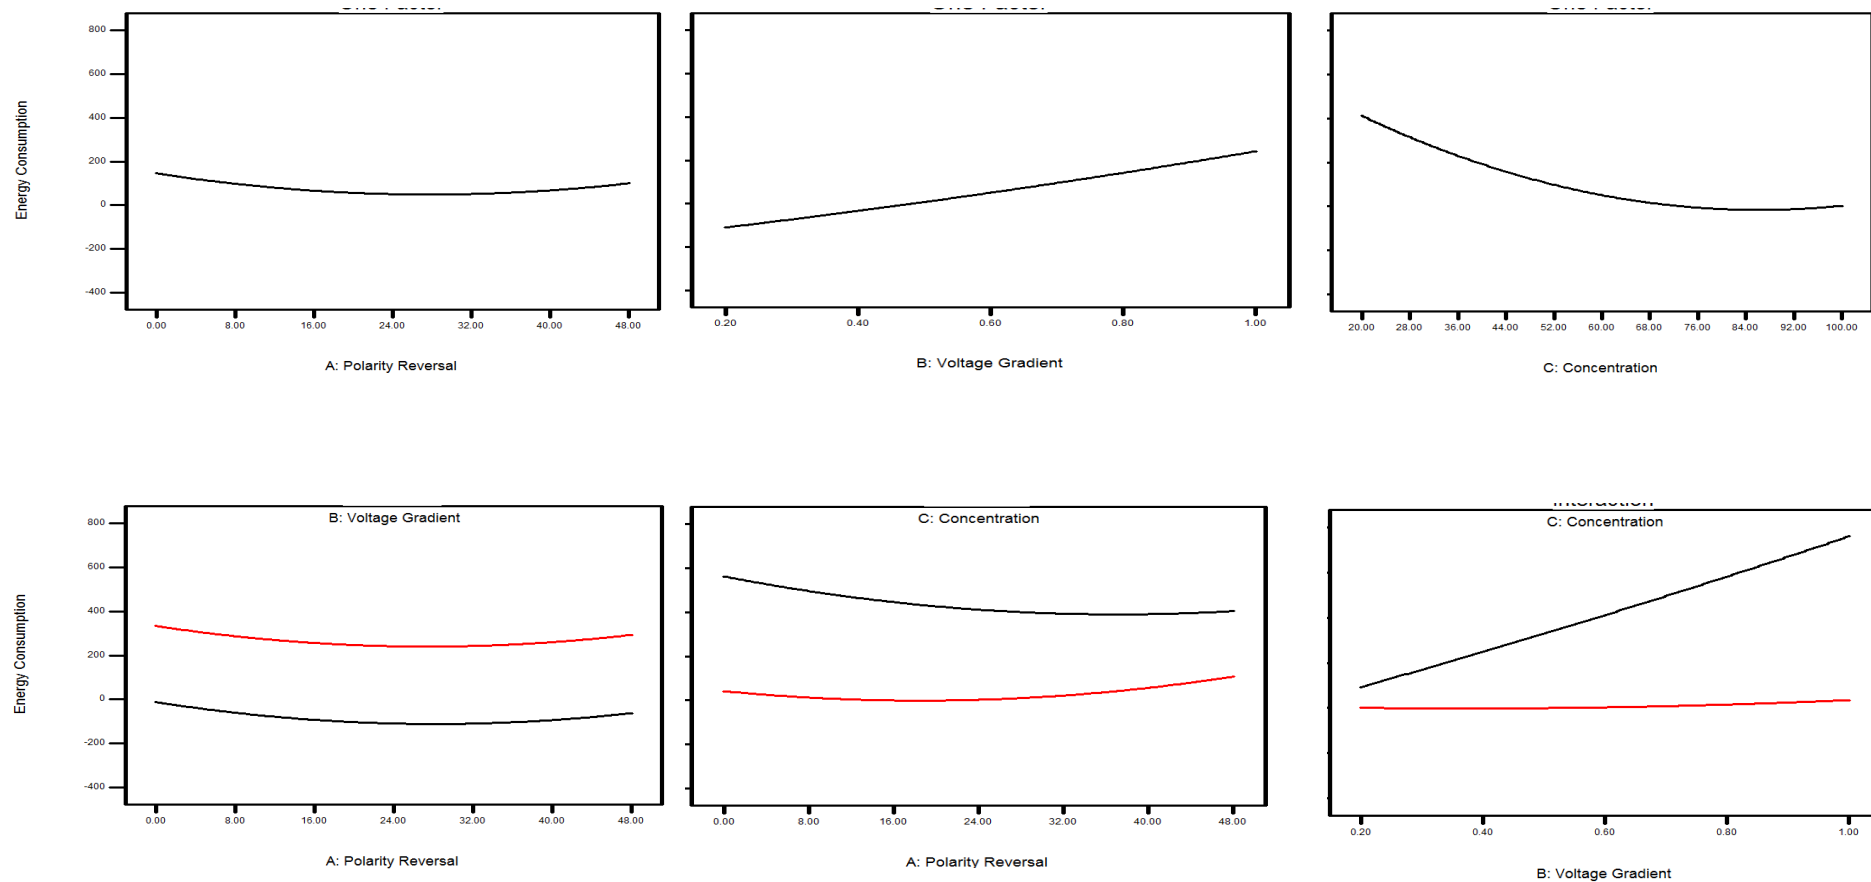 800
600
400
200
0
-200
-400
Energy Consumption
0.00 8.00 16.00 24.00 32.00 40.00 48.00
A: Polarity Reversal
0.20 0.40 0.60 0.80 1.00
B: Voltage Gradient
20.00 28.00 36.00 44.00 52.00 60.00 68.00 76.00 84.00 92.00 100.00
C: Concentration
B: Voltage Gradient
800
600
400
200
0
-200
-400
Energy Consumption
0.00 8.00 16.00 24.00 32.00 40.00 48.00
A: Polarity Reversal
C: Concentration
0.00 8.00 16.00 24.00 32.00 40.00 48.00
A: Polarity Reversal
C: Concentration
0.20 0.40 0.60 0.80 1.00
B: Voltage Gradient